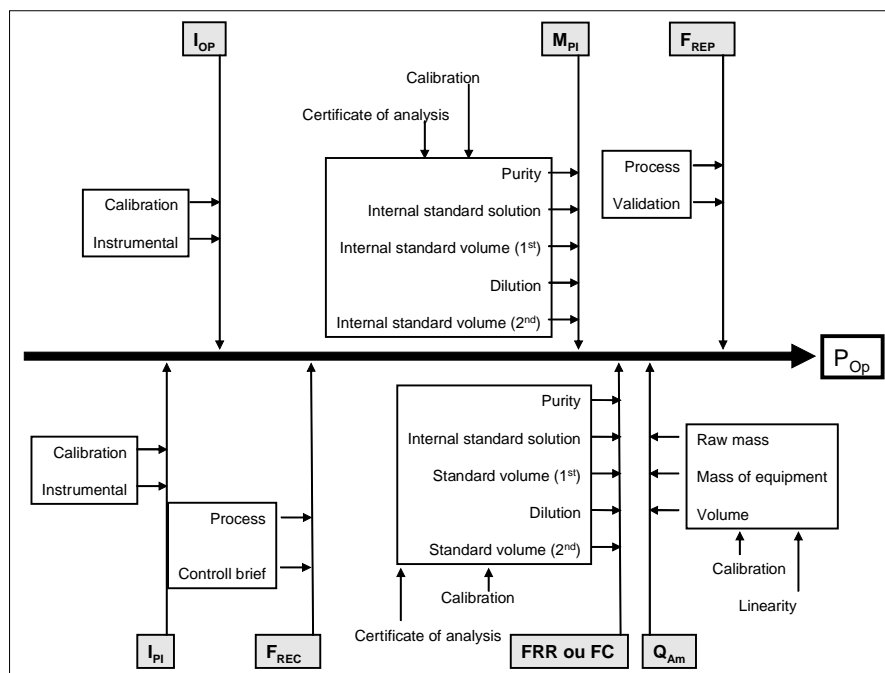 I_OP
M_PI
F_REP
Calibration
Certificate of analysis
Purity
Internal standard solution
Internal standard volume (1st)
Dilution
Internal standard volume (2nd)
Process
Validation
Calibration
Instrumental
P_Op
Calibration
Instrumental
Process
Controll brief
Purity
Internal standard solution
Standard volume (1st)
Dilution
Standard volume (2nd)
Raw mass
Mass of equipment
Volume
Calibration
Linearity
Calibration
Certificate of analysis
I_PI
F_REC
FRR ou FC
Q_Am